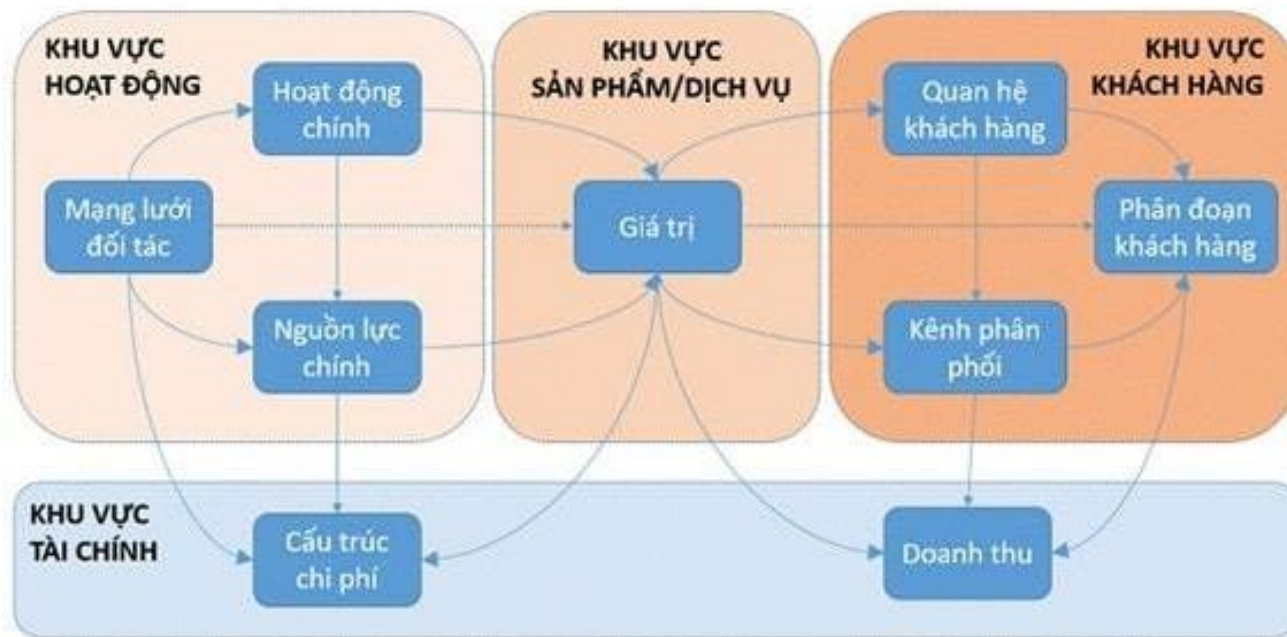 KHU VỰC
HOẠT ĐỘNG
Hoạt động
chính
Mạng lưới
đối tác
Nguồn lực
chính
KHU VỰC
SẢN PHẨM/DỊCH VỤ
Giá trị
KHU VỰC
KHÁCH HÀNG
Quan hệ
khách hàng
Phân đoạn
khách hàng
Kênh phân
phối
KHU VỰC
TÀI CHÍNH
Cấu trúc
chi phí
Doanh thu